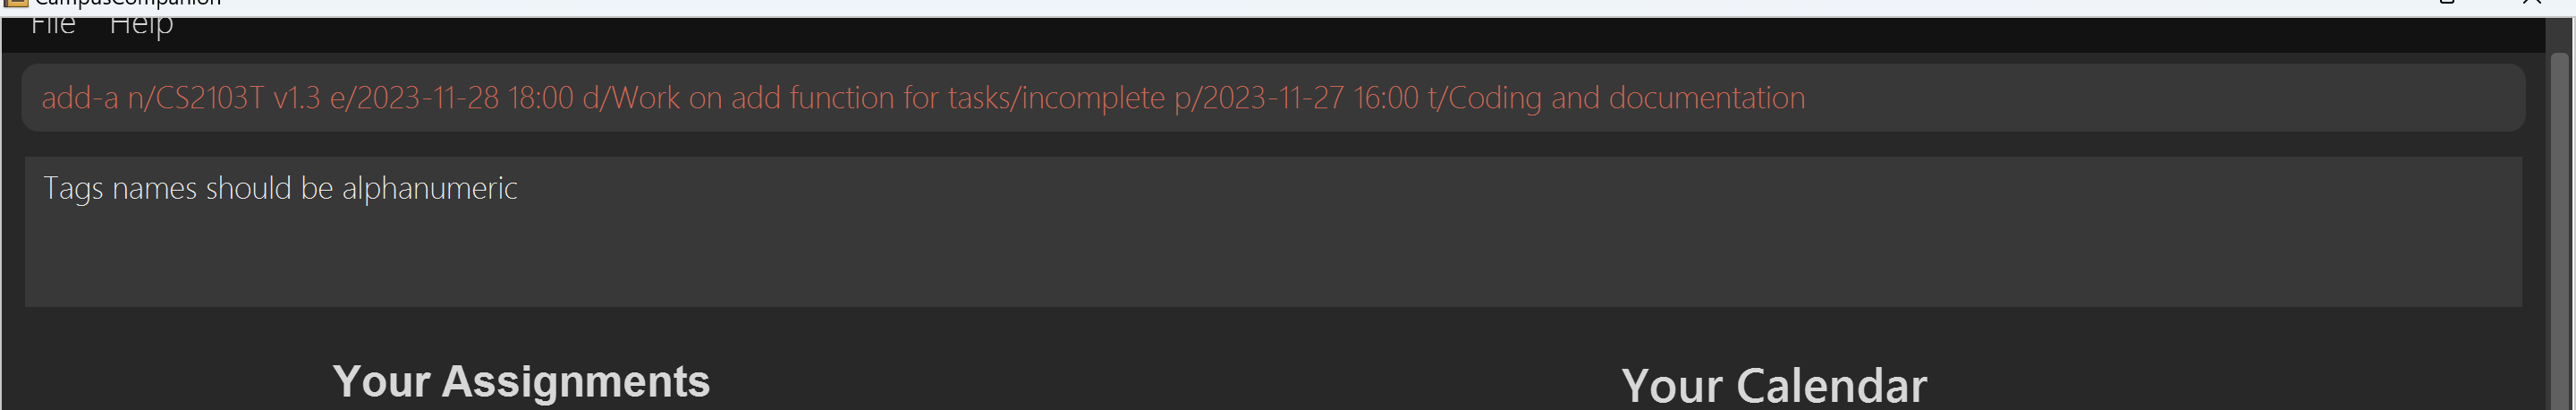 CampusCompanion
File Help
add-a n/CS2103T v1.3 e/2023-11-28 18:00 d/Work on add function for tasks/incomplete p/2023-11-27 16:00 t/Coding and documentation
Tags names should be alphanumeric
Your Assignments
Your Calendar